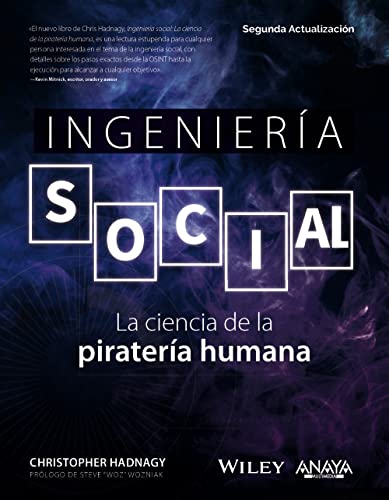 «El nuevo libro de Chris Hadnagy, Ingeniería social: La ciencia
de la piratería humana, es una lectura estupenda para cualquier
persona interesada en el tema de la ingeniería social, con
detalles sobre los pasos exactos desde OSINT hasta la
ejecución para alcanzar a cualquier objetivo».
—Kevin Mitnick, escritor, orador y asesor
Segunda Actualización
INGENIERÍA
SOCIAL
La ciencia de la
piratería humana
CHRISTOPHER HADNAGY
PRÓLOGO DE STEVE "WOZ" WOZNIAK
WILEY
ANAYA
MULTIMEDIA